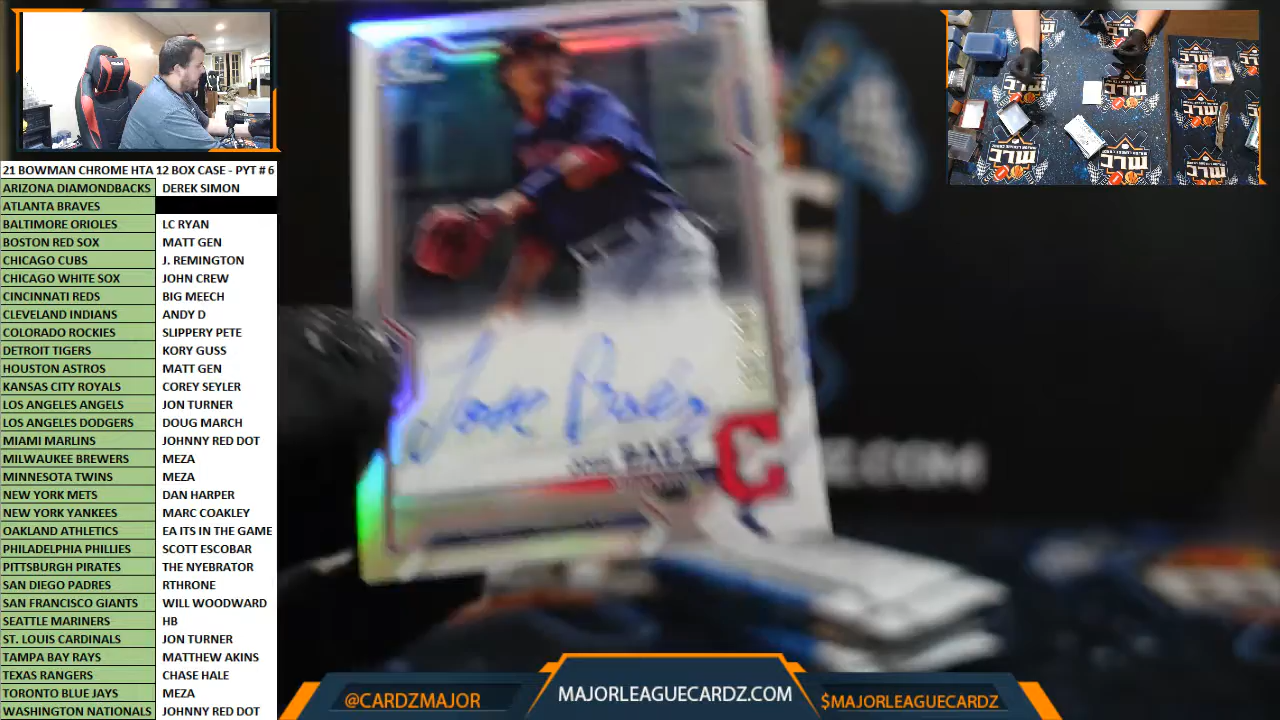 21 BOWMAN CHROME HTA 12 BOX CASE - PYT # 6
ARIZONA DIAMONDBACKS DEREK SIMON
ATLANTA BRAVES
BALTIMORE ORIOLES LC RYAN
BOSTON RED SOX MATT GEN
CHICAGO CUBS J. REMINGTON
CHICAGO WHITE SOX JOHN CREW
CINCINNATI REDS BIG MEECH
CLEVELAND INDIANS ANDY D
COLORADO ROCKIES SLIPPERY PETE
DETROIT TIGERS KORY GUSS
HOUSTON ASTROS MATT GEN
KANSAS CITY ROYALS COREY SEYLER
LOS ANGELES ANGELS JON TURNER
LOS ANGELES DODGERS DOUG MARCH
MIAMI MARLINS JOHNNY RED DOT
MILWAUKEE BREWERS MEZA
MINNESOTA TWINS MEZA
NEW YORK METS DAN HARPER
NEW YORK YANKEES MARC COAKLEY
OAKLAND ATHLETICS EA ITS IN THE GAME
PHILADELPHIA PHILLIES SCOTT ESCOBAR
PITTSBURGH PIRATES THE NYEBRATOR
SAN DIEGO PADRES RTHRONE
SAN FRANCISCO GIANTS WILL WOODWARD
SEATTLE MARINERS HB
ST. LOUIS CARDINALS JON TURNER
TAMPA BAY RAYS MATTHEW AKINS
TEXAS RANGERS CHASE HALE
TORONTO BLUE JAYS MEZA
WASHINGTON NATIONALS JOHNNY RED DOT
C
.COM
@CARDZMAJOR
MAJORLEAGUECARDZ.COM
$MAJORLEAGUECARDZ